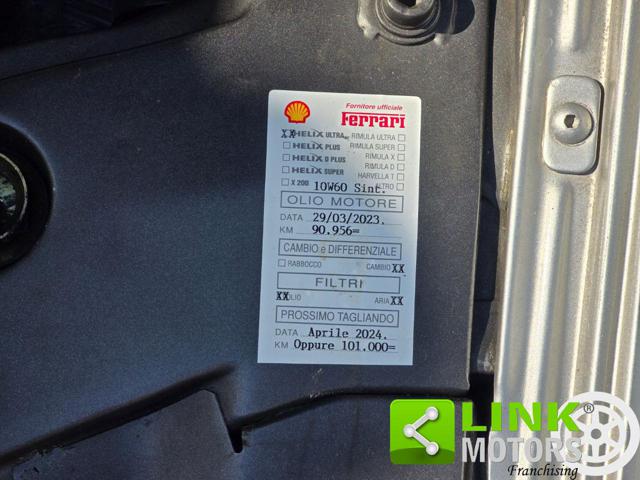 Fornitore ufficiale
Ferrari
XX HELIX ULTRA RIMULA ULTRA
HELIX PLUS RIMULA SUPER
HELIX D PLUS RIMULA X
HELIX SUPER RIMULA D
HARVELLA T
X 200 10W60 Sint. ALTRO
OLIO MOTORE
DATA 29/03/2023.
KM 90.956=
CAMBIO e DIFFERENZIALE
RABBOCCO CAMBIO XX
FILTRI
XX OLIO ARIA XX
PROSSIMO TAGLIANDO
DATA Aprile 2024.
KM Oppure 101.000=
LINK
MOTORS
Franchising